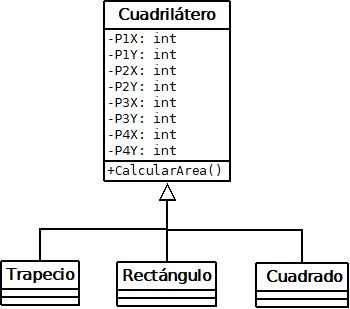 Cuadrilátero
-P1X: int
-P1Y: int
-P2X: int
-P2Y: int
-P3X: int
-P3Y: int
-P4X: int
-P4Y: int
+CalcularArea()
Trapecio
Rectángulo
Cuadrado